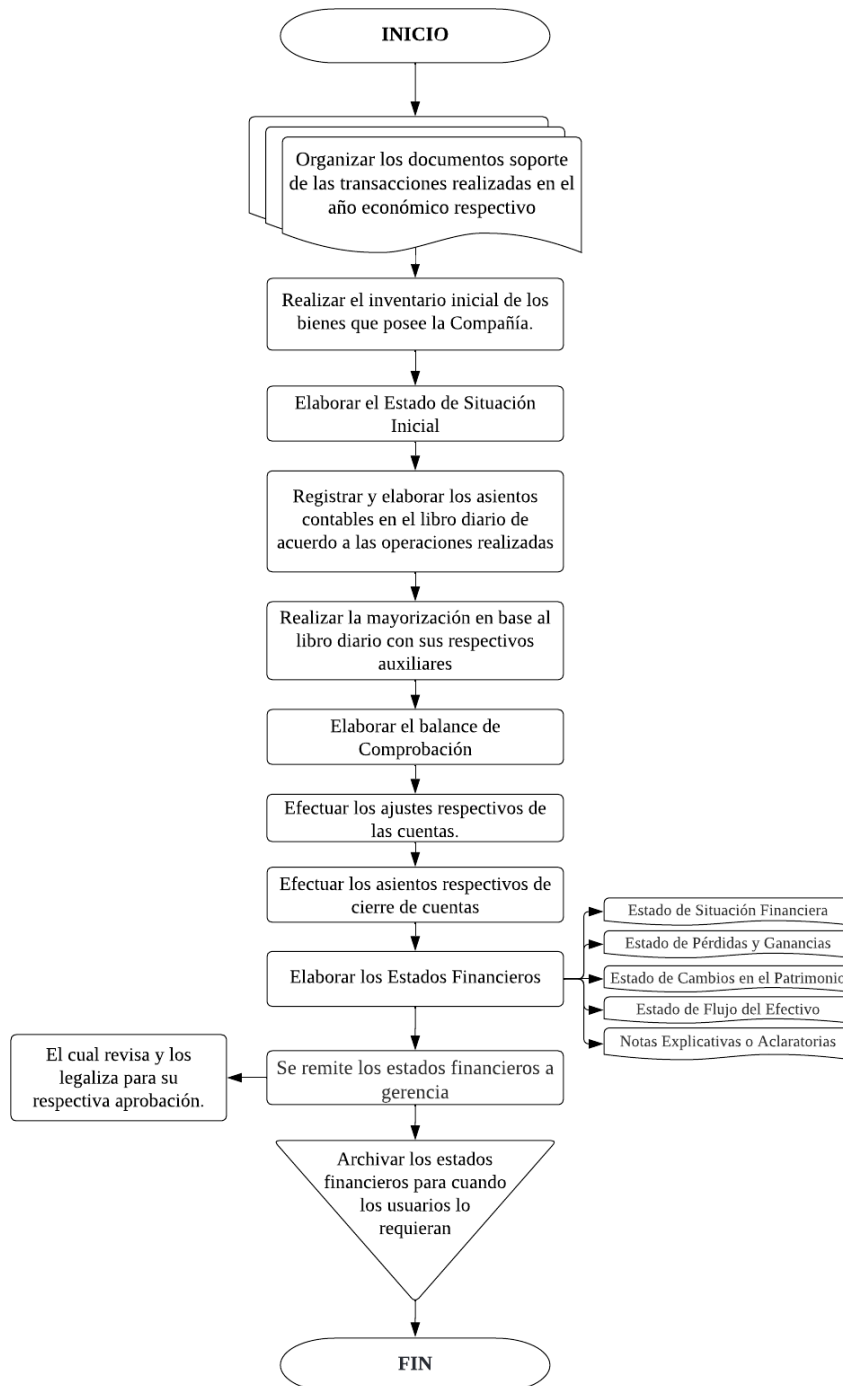 INICIO
Organizar los documentos soporte
de las transacciones realizadas en el
año económico respectivo
Realizar el inventario inicial de los
bienes que posee la Compañía.
Elaborar el Estado de Situación
Inicial
Registrar y elaborar los asientos
contables en el libro diario de
acuerdo a las operaciones realizadas
Realizar la mayorización en base al
libro diario con sus respectivos
auxiliares
Elaborar el balance de
Comprobación
Efectuar los ajustes respectivos de
las cuentas.
Efectuar los asientos respectivos de
cierre de cuentas
Elaborar los Estados Financieros
Estado de Situación Financiera
Estado de Pérdidas y Ganancias
Estado de Cambios en el Patrimonio
Estado de Flujo del Efectivo
Notas Explicativas o Aclaratorias
Se remite los estados financieros a
gerencia
El cual revisa y los
legaliza para su
respectiva aprobación.
Archivar los estados
financieros para cuando
los usuarios lo
requieran
FIN